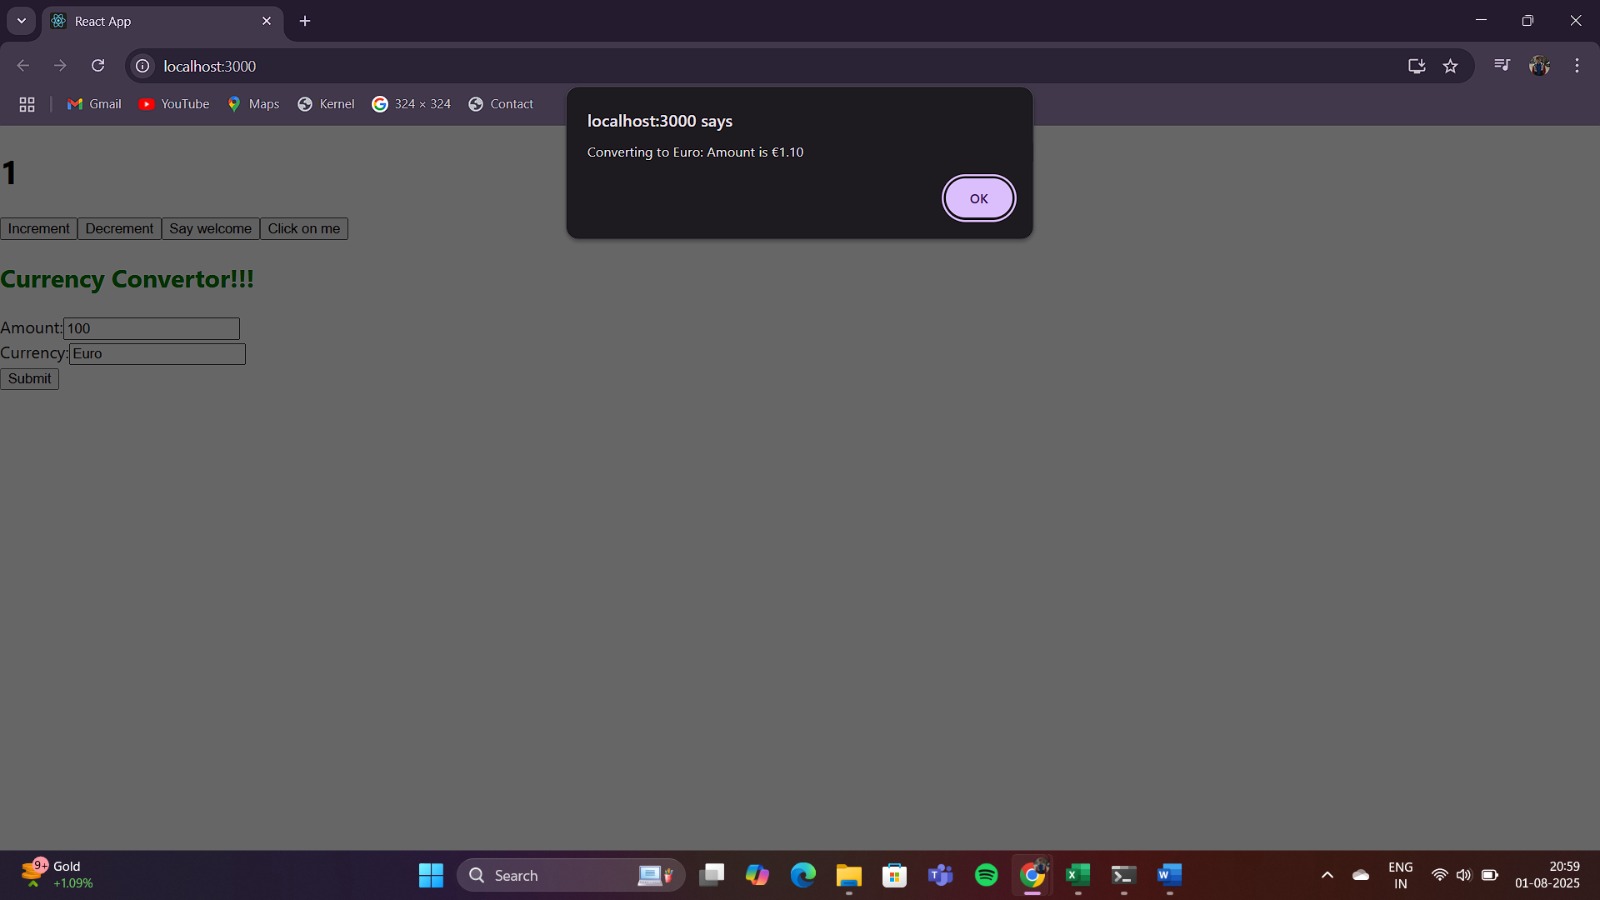 React App
localhost:3000
Gmail
YouTube
Maps
Kernel
324 × 324
Contact
localhost:3000 says
Converting to Euro: Amount is €1.10
OK
1
Increment Decrement Say welcome Click on me
Currency Convertor!!!
Amount: 100
Currency: Euro
Submit
9+
Gold
+1.09%
Search
ENG
IN
20:59
01-08-2025